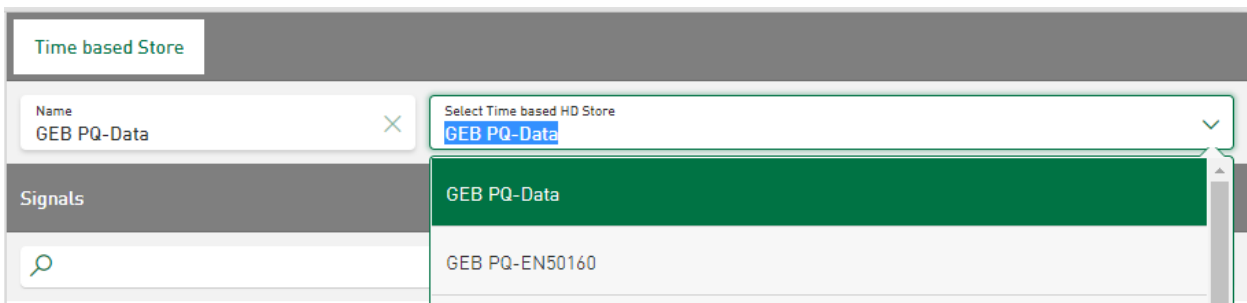 Time based Store
Name
GEB PQ-Data
Select Time based HD Store
GEB PQ-Data
Signals
GEB PQ-Data
GEB PQ-EN50160